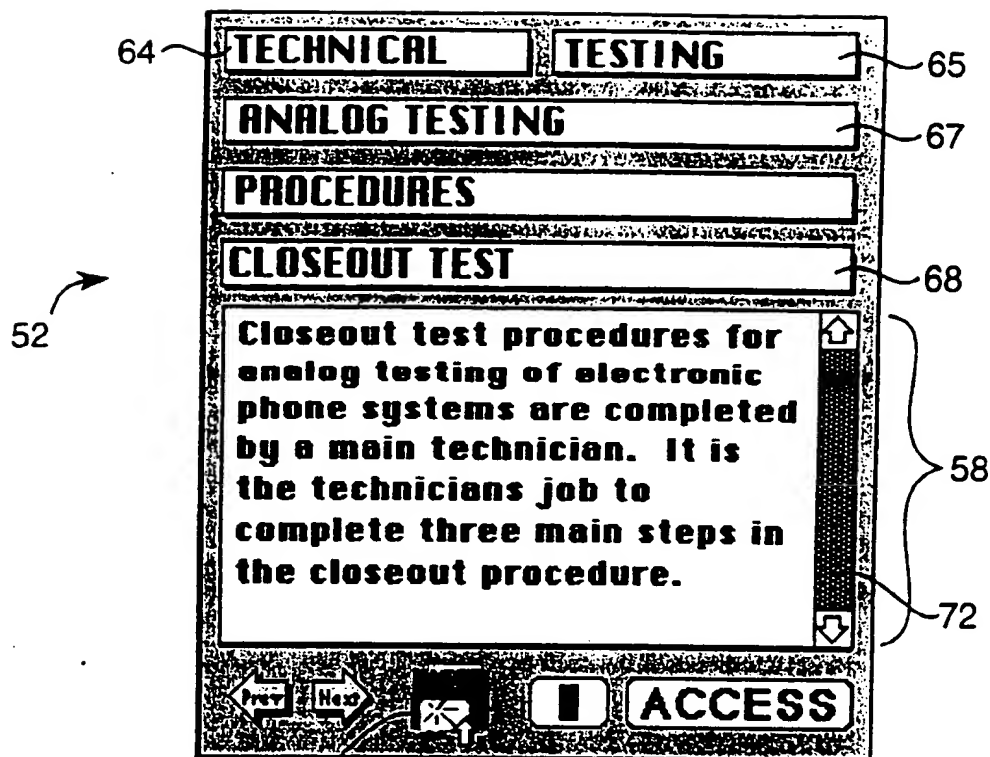 64 TECHNICAL TESTING 65
ANALOG TESTING 67
PROCEDURES
CLOSEOUT TEST 68
52
Closeout test procedures for
analog testing of electronic
phone systems are completed
by a main technician. It is
the technicians job to
complete three main steps in
the closeout procedure.
58
72
Prev Next ACCESS